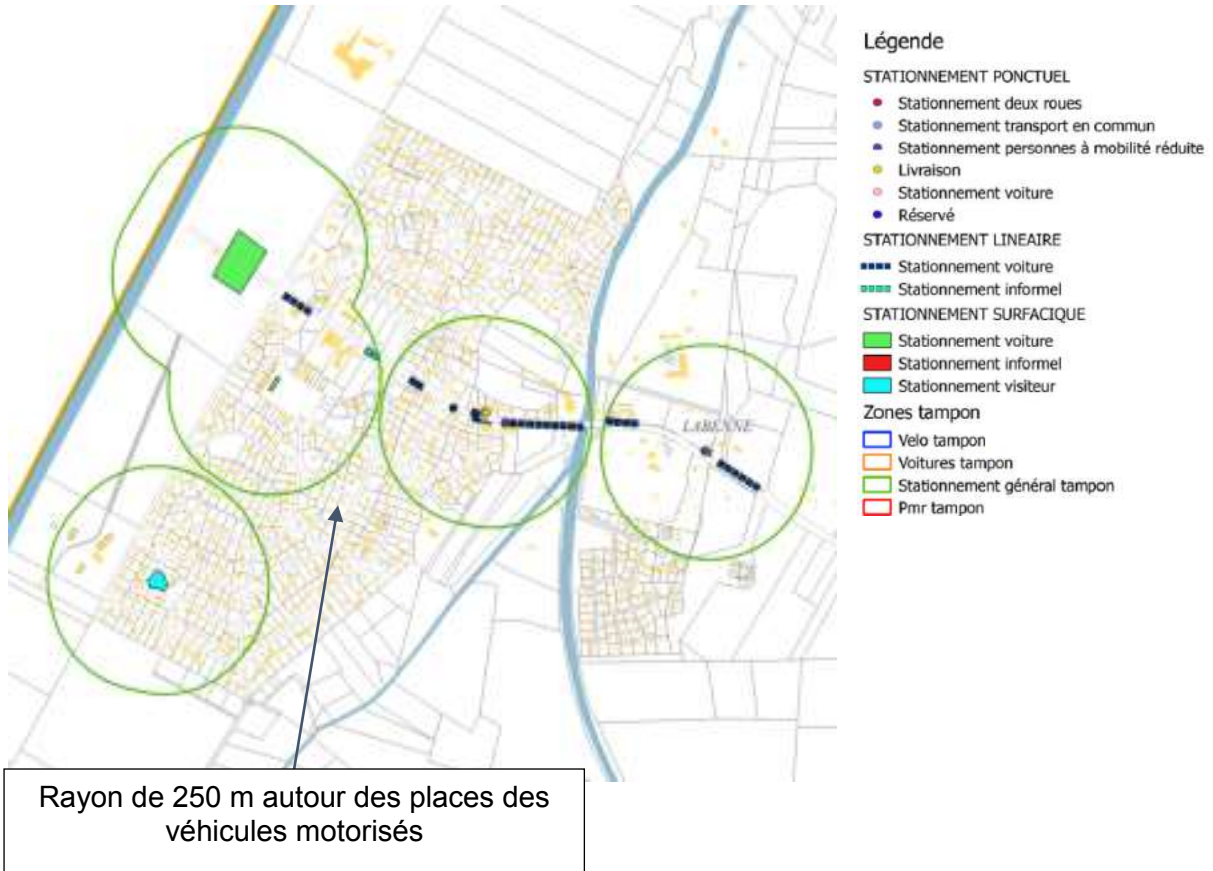 Légende
STATIONNEMENT PONCTUEL
Stationnement deux roues
Stationnement transport en commun
Stationnement personnes à mobilité réduite
Livraison
Stationnement voiture
Réservé
STATIONNEMENT LINEAIRE
Stationnement voiture
Stationnement informel
STATIONNEMENT SURFACIQUE
Stationnement voiture
Stationnement informel
Stationnement visiteur
Zones tampon
Velo tampon
Voitures tampon
Stationnement général tampon
Pmr tampon
LABENNE
Rayon de 250 m autour des places des
véhicules motorisés